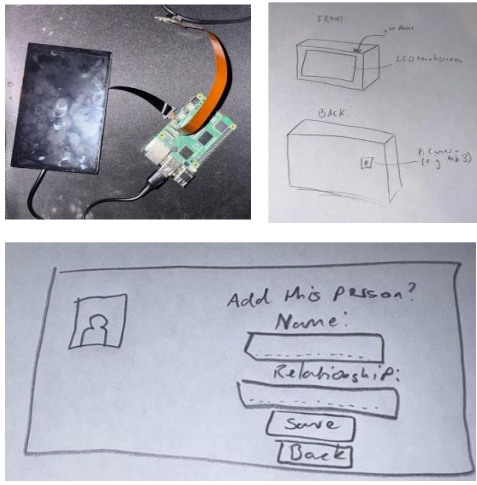 FRONT
LCD touchscreen
BACK.
Pi Camera
Add this person?
Name:
Relationship:
Save
Back